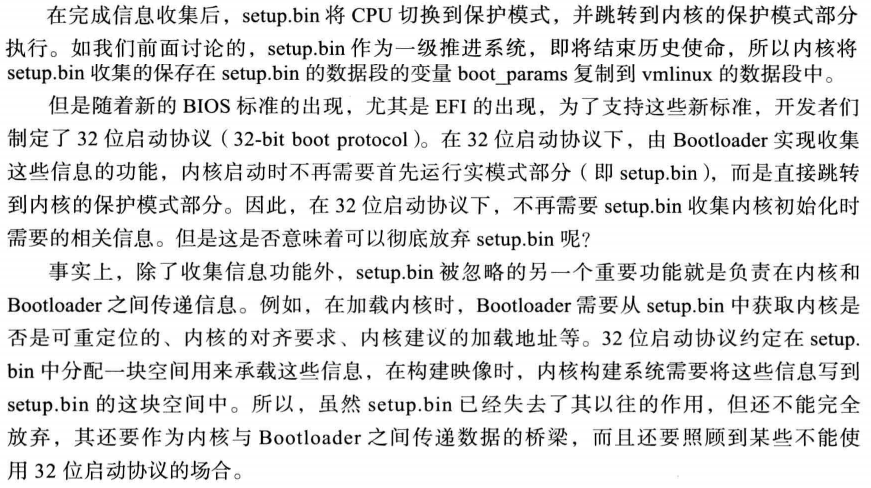 在完成信息收集后，setup.bin 将 CPU 切换到保护模式，并跳转到内核的保护模式部分
执行。如我们前面讨论的，setup.bin 作为一级推进系统，即将结束历史使命，所以内核将
setup.bin 收集的保存在 setup.bin 的数据段的变量 boot_params 复制到 vmlinux 的数据段中。
但是随着新的 BIOS 标准的出现，尤其是 EFI 的出现，为了支持这些新标准，开发者们
制定了 32 位启动协议（32-bit boot protocol）。在 32 位启动协议下，由 Bootloader 实现收集
这些信息的功能，内核启动时不再需要首先运行实模式部分（即 setup.bin），而是直接跳转
到内核的保护模式部分。因此，在 32 位启动协议下，不再需要 setup.bin 收集内核初始化时
需要的相关信息。但是这是否意味着可以彻底放弃 setup.bin 呢？
事实上，除了收集信息功能外，setup.bin 被忽略的另一个重要功能就是负责在内核和
Bootloader 之间传递信息。例如，在加载内核时，Bootloader 需要从 setup.bin 中获取内核是
否是可重定位的、内核的对齐要求、内核建议的加载地址等。32 位启动协议约定在 setup.
bin 中分配一块空间用来承载这些信息，在构建映像时，内核构建系统需要将这些信息写到
setup.bin 的这块空间中。所以，虽然 setup.bin 已经失去了其以往的作用，但还不能完全
放弃，其还要作为内核与 Bootloader 之间传递数据的桥梁，而且还要照顾到某些不能使
用 32 位启动协议的场合。